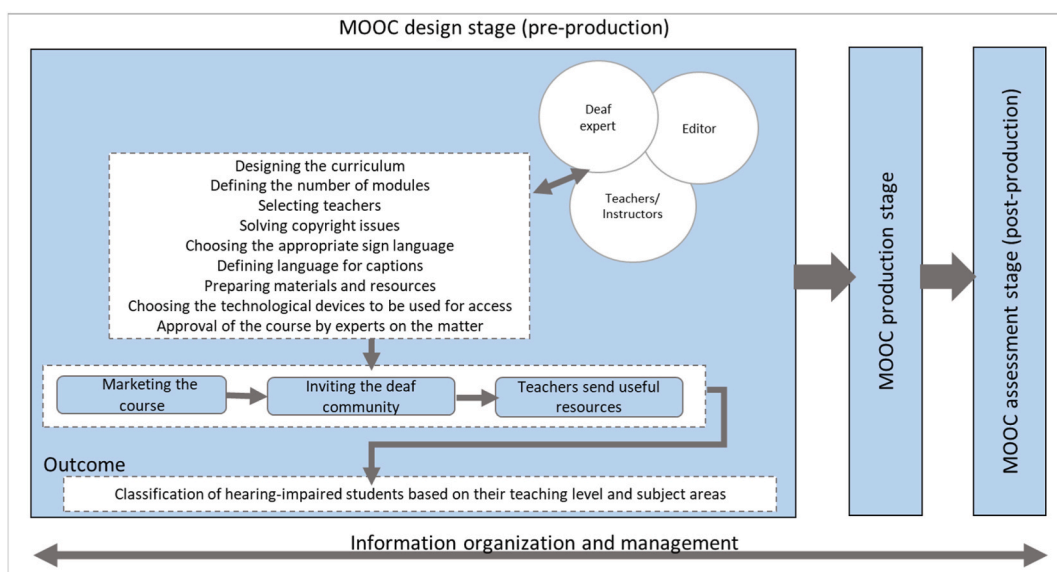 MOOC design stage (pre-production)
Deaf
expert
Editor
Teachers/
Instructors
Designing the curriculum
Defining the number of modules
Selecting teachers
Solving copyright issues
Choosing the appropriate sign language
Defining language for captions
Preparing materials and resources
Choosing the technological devices to be used for access
Approval of the course by experts on the matter
Marketing the
course
Inviting the deaf
community
Teachers send useful
resources
Outcome
Classification of hearing-impaired students based on their teaching level and subject areas
MOOC production stage
MOOC assessment stage (post-production)
Information organization and management